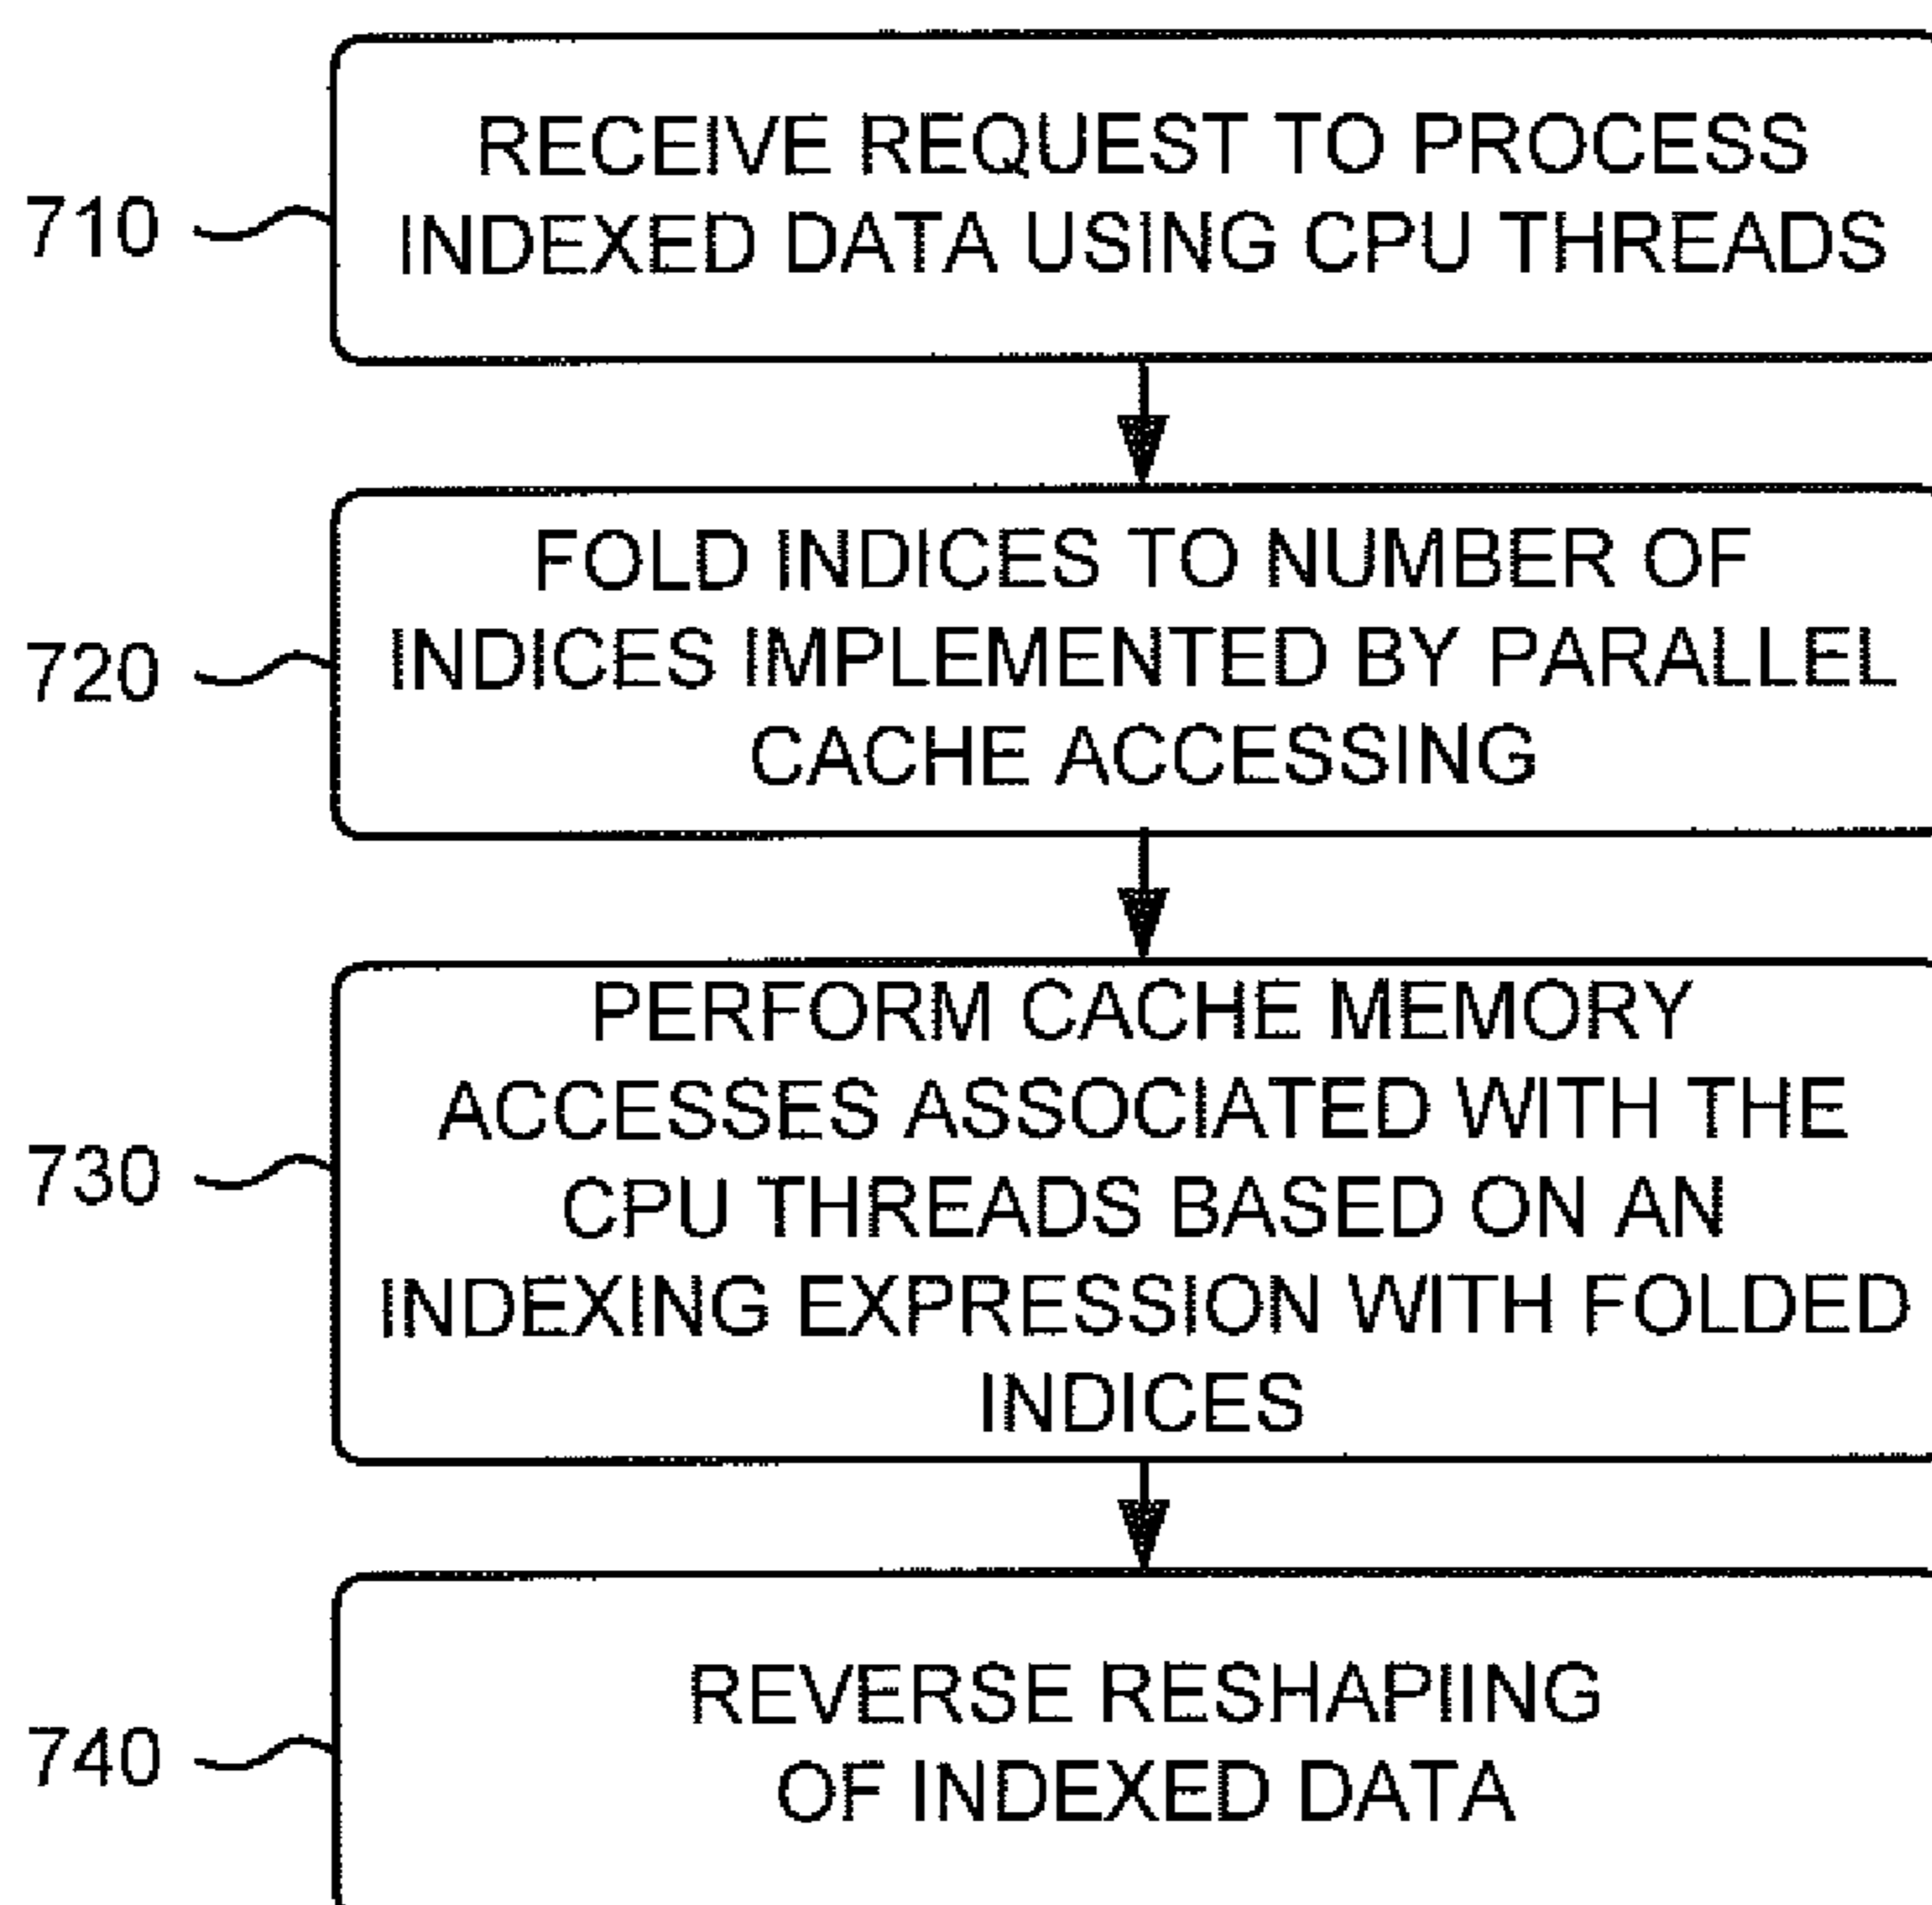 RECEIVE REQUEST TO PROCESS
710
INDEXED DATA USING CPU THREADS
FOLD INDICES TO NUMBER OF
720
INDICES IMPLEMENTED BY PARALLEL
CACHE ACCESSING
PERFORM CACHE MEMORY
ACCESSES ASSOCIATED WITH THE
730
CPU THREADS BASED ON AN
INDEXING EXPRESSION WITH FOLDED
INDICES
REVERSE RESHAPIING
740
OF INDEXED DATA